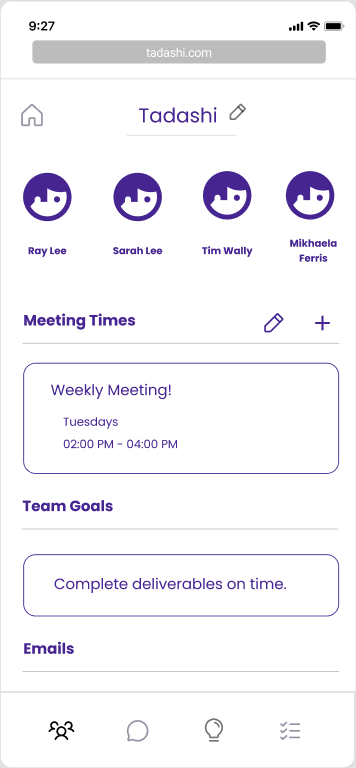 9:27
tadashi.com
Tadashi
Ray Lee
Sarah Lee
Tim Wally
Mikhaela
Ferris
Meeting Times
Weekly Meeting!
Tuesdays
02:00 PM - 04:00 PM
Team Goals
Complete deliverables on time.
Emails